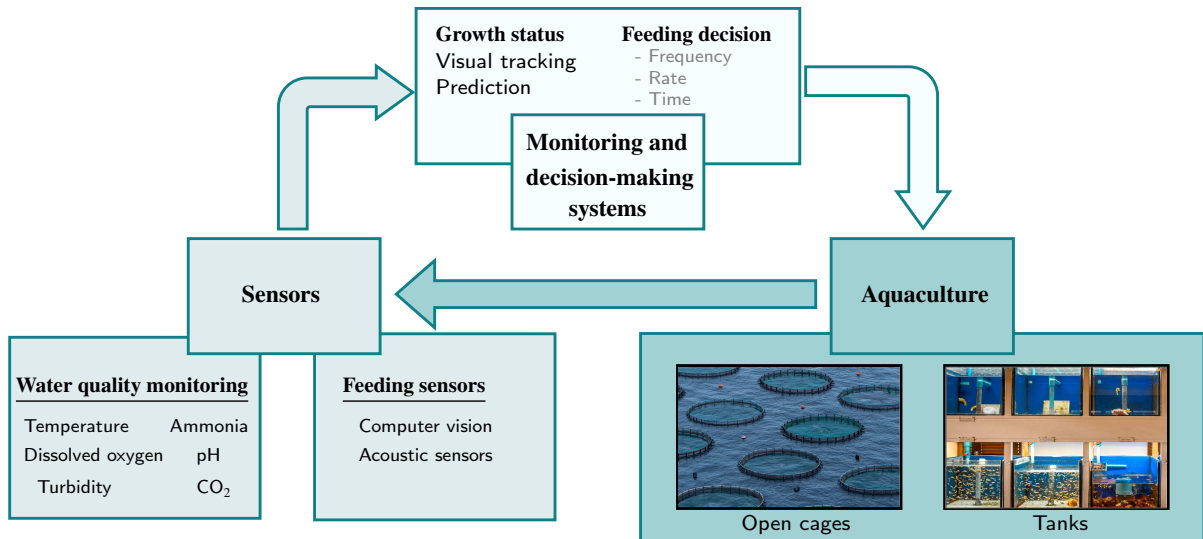 Growth status
Visual tracking
Prediction
Feeding decision
- Frequency
- Rate
- Time
Monitoring and
decision-making
systems
Sensors
Aquaculture
Water quality monitoring
Temperature Ammonia
Dissolved oxygen pH
Turbidity CO₂
Feeding sensors
Computer vision
Acoustic sensors
Open cages
Tanks